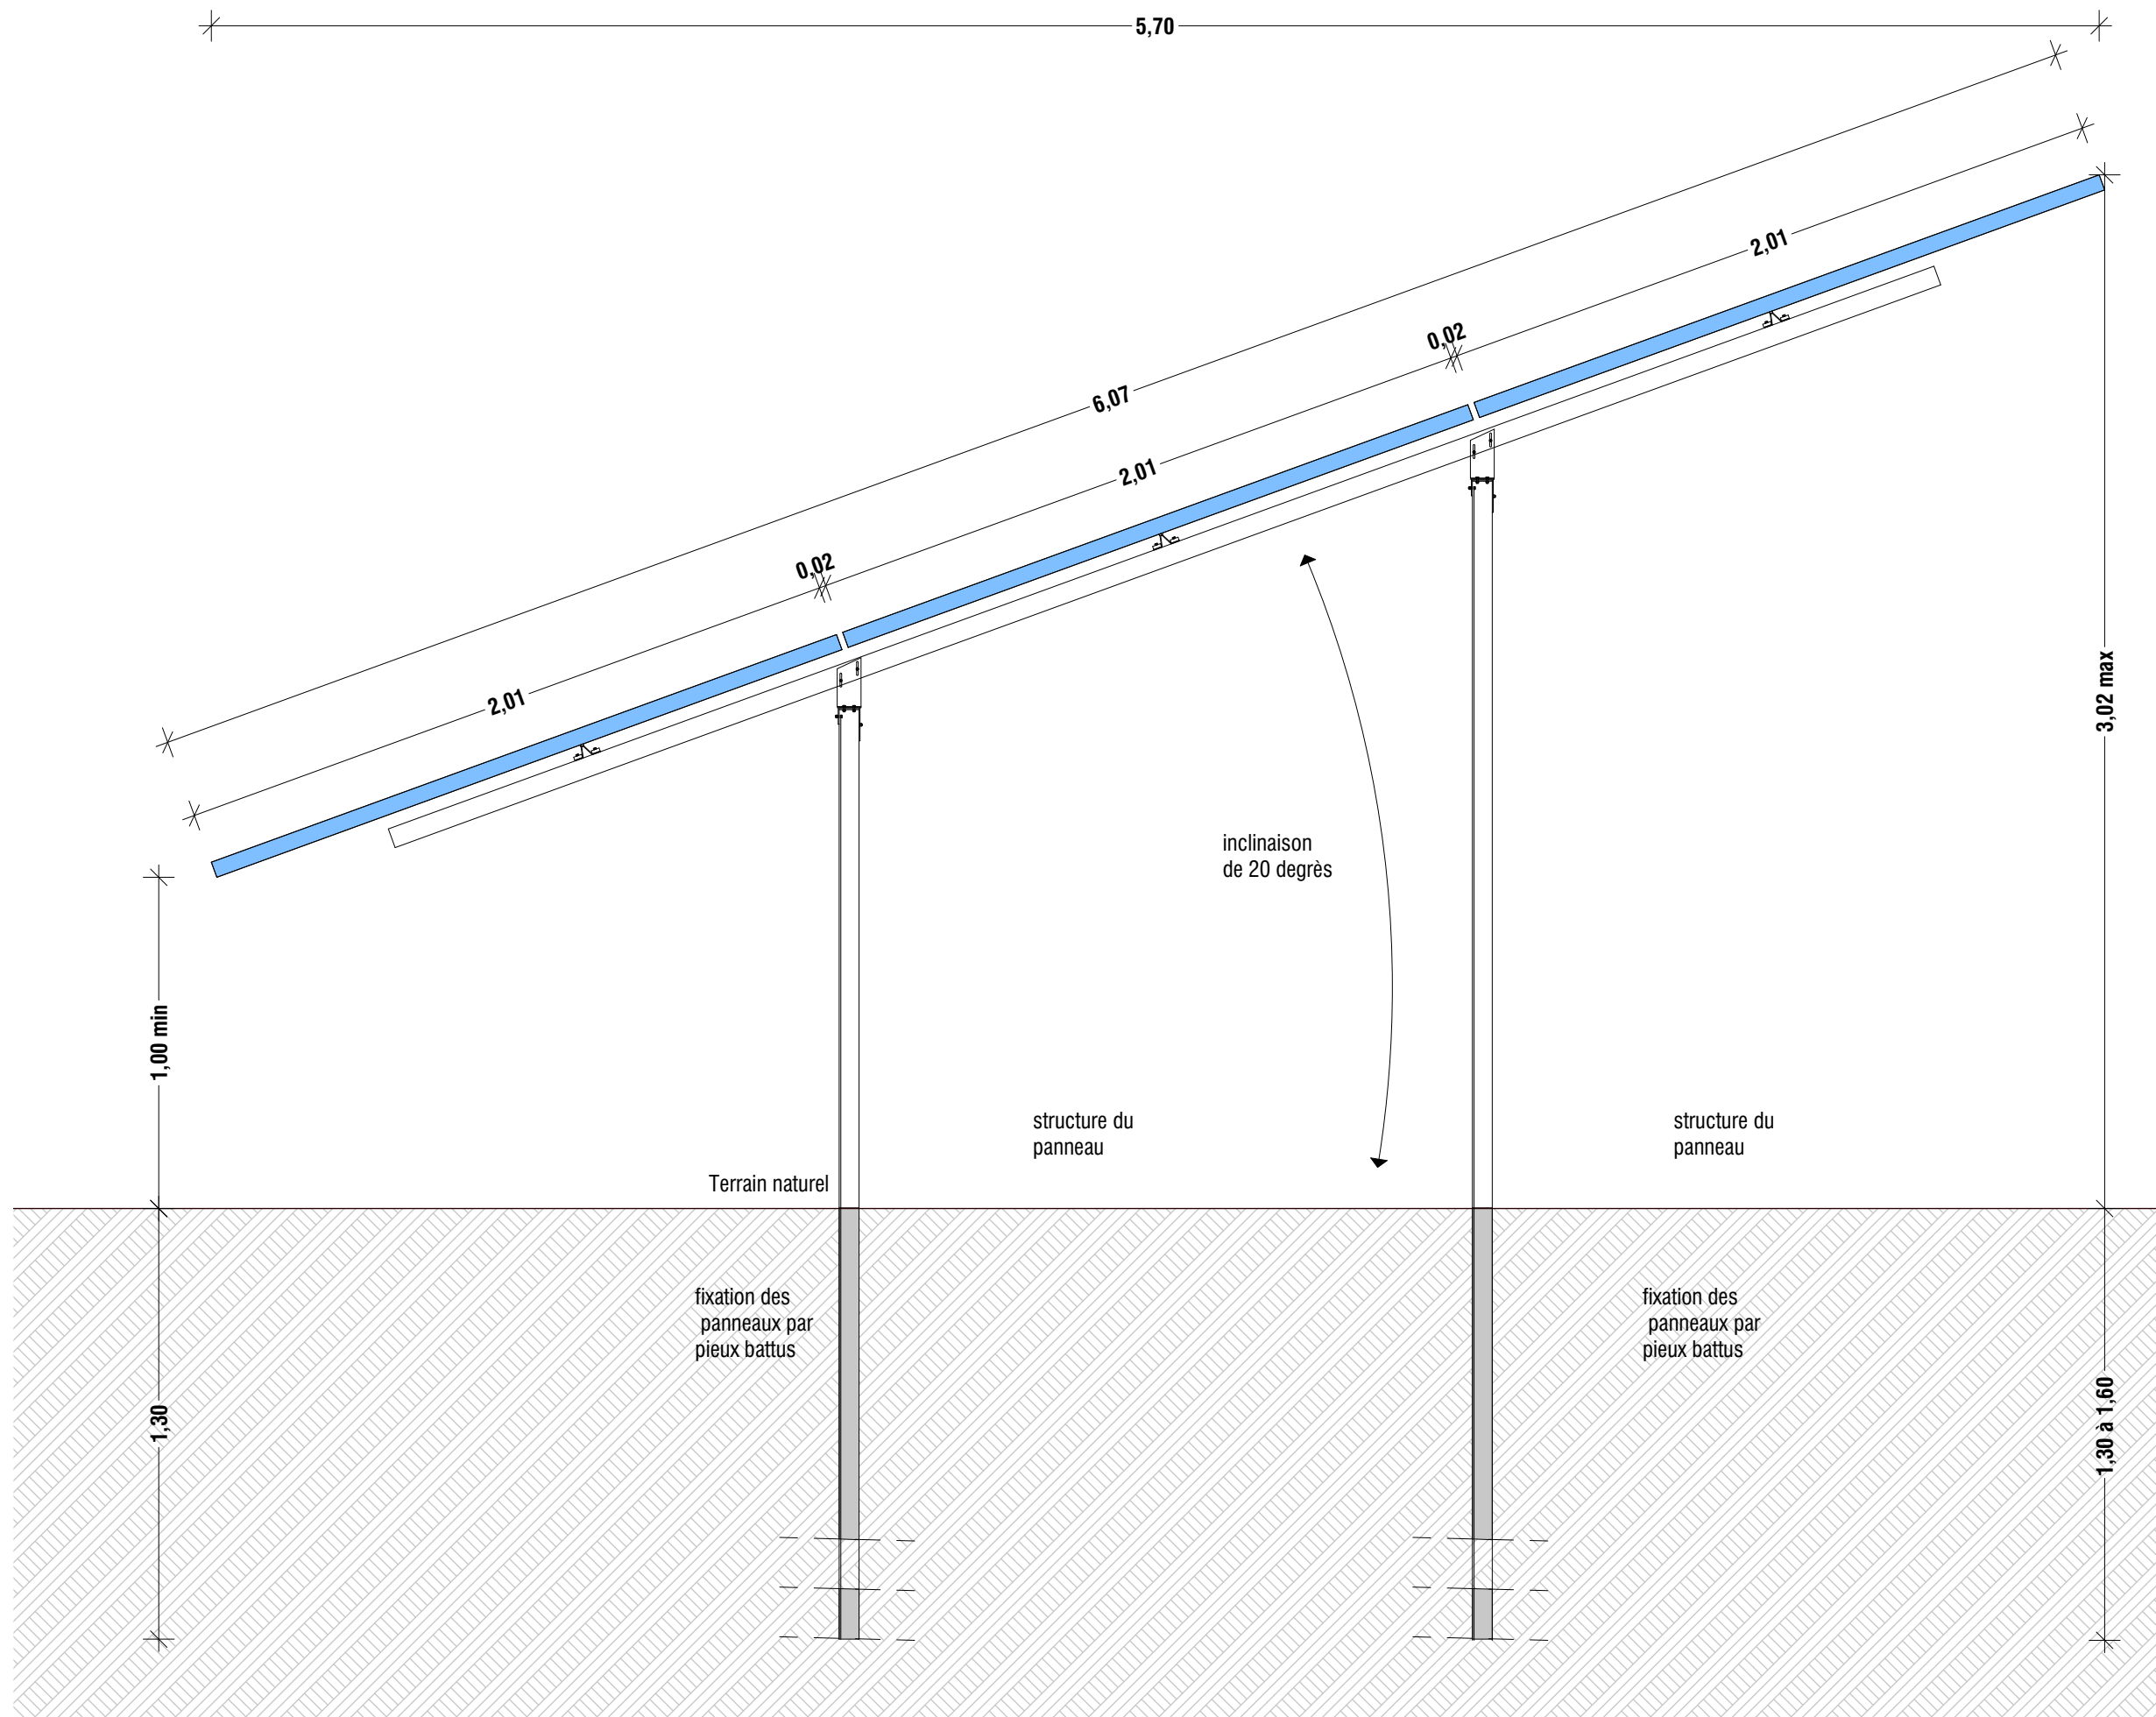 5,70
2,01
0,02
6,07
2,01
0,02
2,01
3,02 max
inclinaison
de 20 degrès
1,00 min
structure du
panneau
structure du
panneau
Terrain naturel
fixation des
panneaux par
pieux battus
fixation des
panneaux par
pieux battus
1,30
1,30 à 1,60